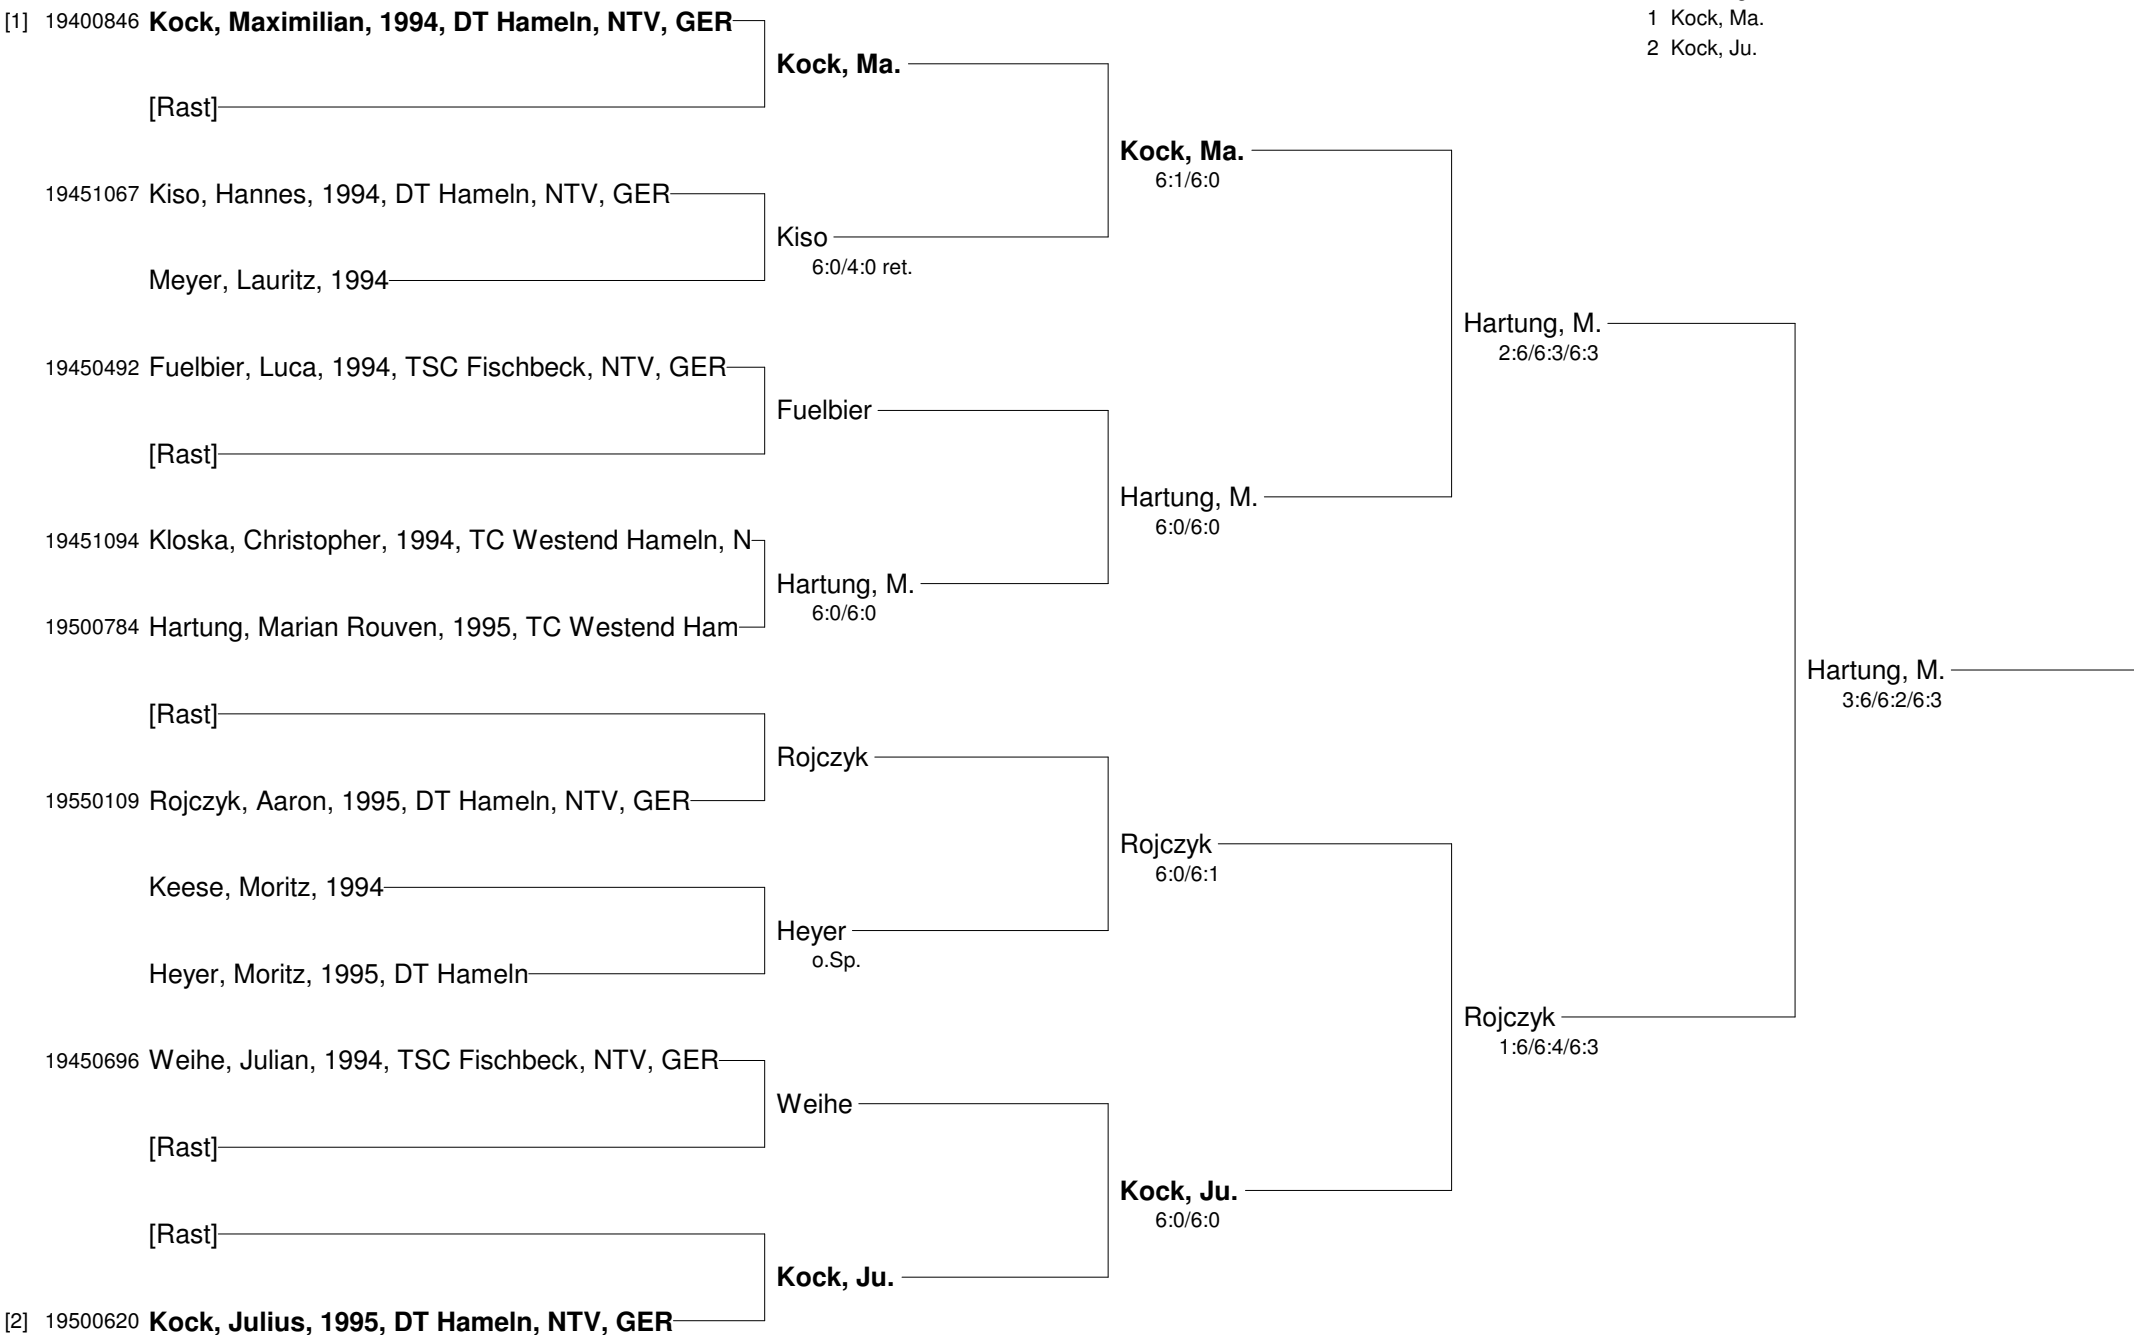 1 Kock, Ma.
2 Kock, Ju.
[1] 19400846 Kock, Maximilian, 1994, DT Hameln, NTV, GER
Kock, Ma.
[Rast]
Kock, Ma.
6:1/6:0
19451067 Kiso, Hannes, 1994, DT Hameln, NTV, GER
Kiso
6:0/4:0 ret.
Meyer, Lauritz, 1994
Hartung, M.
2:6/6:3/6:3
19450492 Fuelbier, Luca, 1994, TSC Fischbeck, NTV, GER
Fuelbier
[Rast]
Hartung, M.
6:0/6:0
19451094 Kloska, Christopher, 1994, TC Westend Hameln, N
Hartung, M.
6:0/6:0
19500784 Hartung, Marian Rouven, 1995, TC Westend Ham
Hartung, M.
3:6/6:2/6:3
[Rast]
Rojczyk
19550109 Rojczyk, Aaron, 1995, DT Hameln, NTV, GER
Rojczyk
6:0/6:1
Keese, Moritz, 1994
Heyer
o.Sp.
Heyer, Moritz, 1995, DT Hameln
Rojczyk
1:6/6:4/6:3
19450696 Weihe, Julian, 1994, TSC Fischbeck, NTV, GER
Weihe
[Rast]
Kock, Ju.
6:0/6:0
[Rast]
Kock, Ju.
[2] 19500620 Kock, Julius, 1995, DT Hameln, NTV, GER